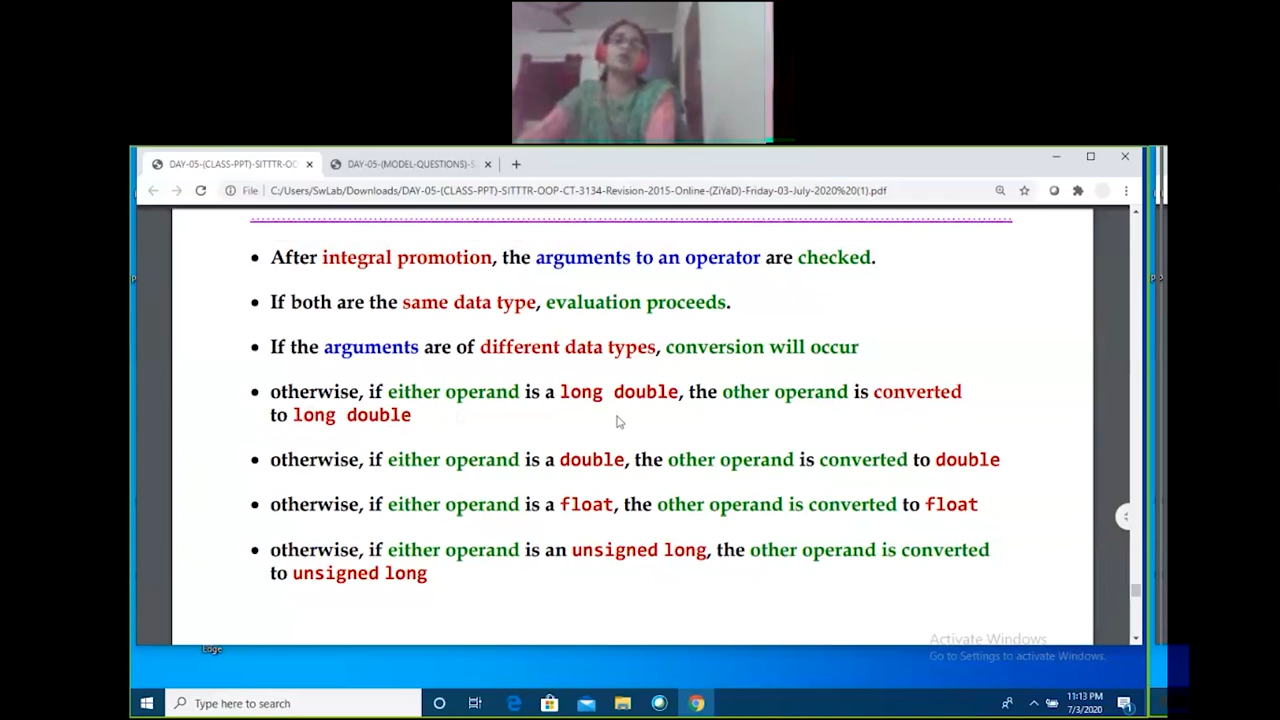 DAY-05-(CLASS-PPT)-SITTTR-OO
DAY-05-(MODEL-QUESTIONS)-S
File
C:/Users/SwLab/Downloads/DAY-05-(CLASS-PPT)-SITTTR-OOP-CT-3134-Revision-2015-Online-(ZiYaD)-Friday-03-July-2020%20(1).pdf
• After integral promotion, the arguments to an operator are checked.
• If both are the same data type, evaluation proceeds.
• If the arguments are of different data types, conversion will occur
• otherwise, if either operand is a long double, the other operand is converted
to long double
• otherwise, if either operand is a double, the other operand is converted to double
• otherwise, if either operand is a float, the other operand is converted to float
• otherwise, if either operand is an unsigned long, the other operand is converted
to unsigned long
Activate Windows
Go to Settings to activate Windows.
Edge
Type here to search
11:13 PM
7/3/2020